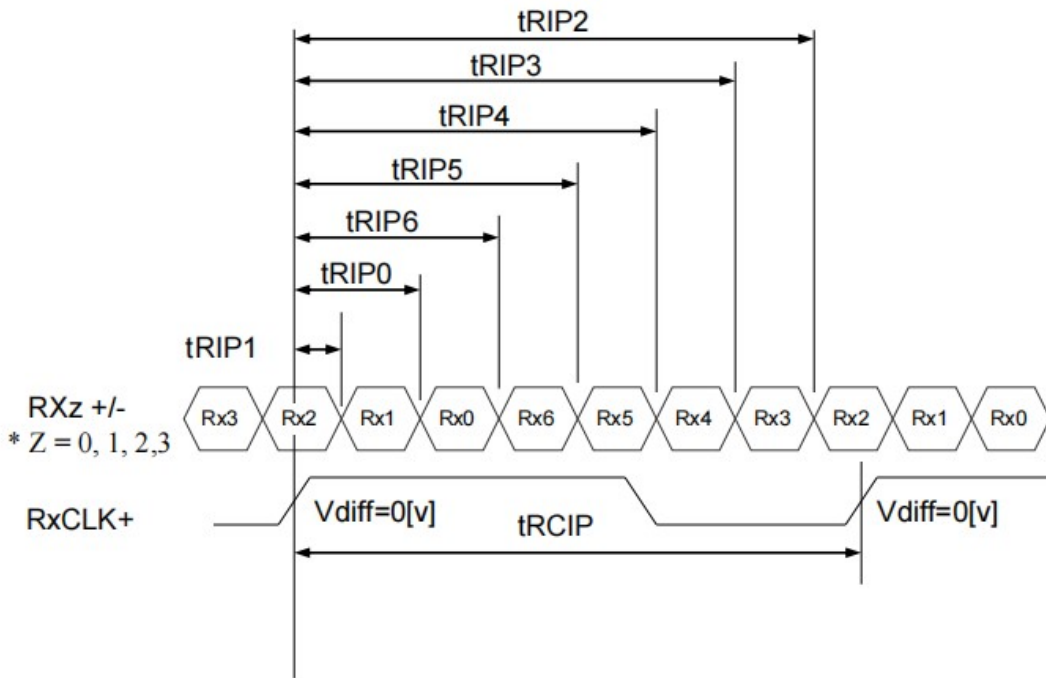 tRIP2
tRIP3
tRIP4
tRIP5
tRIP6
tRIP0
tRIP1
RXz +/-
* Z = 0, 1, 2,3
Rx3 Rx2 Rx1 Rx0 Rx6 Rx5 Rx4 Rx3 Rx2 Rx1 Rx0
RxCLK+
Vdiff=0[v] Vdiff=0[v]
tRCIP